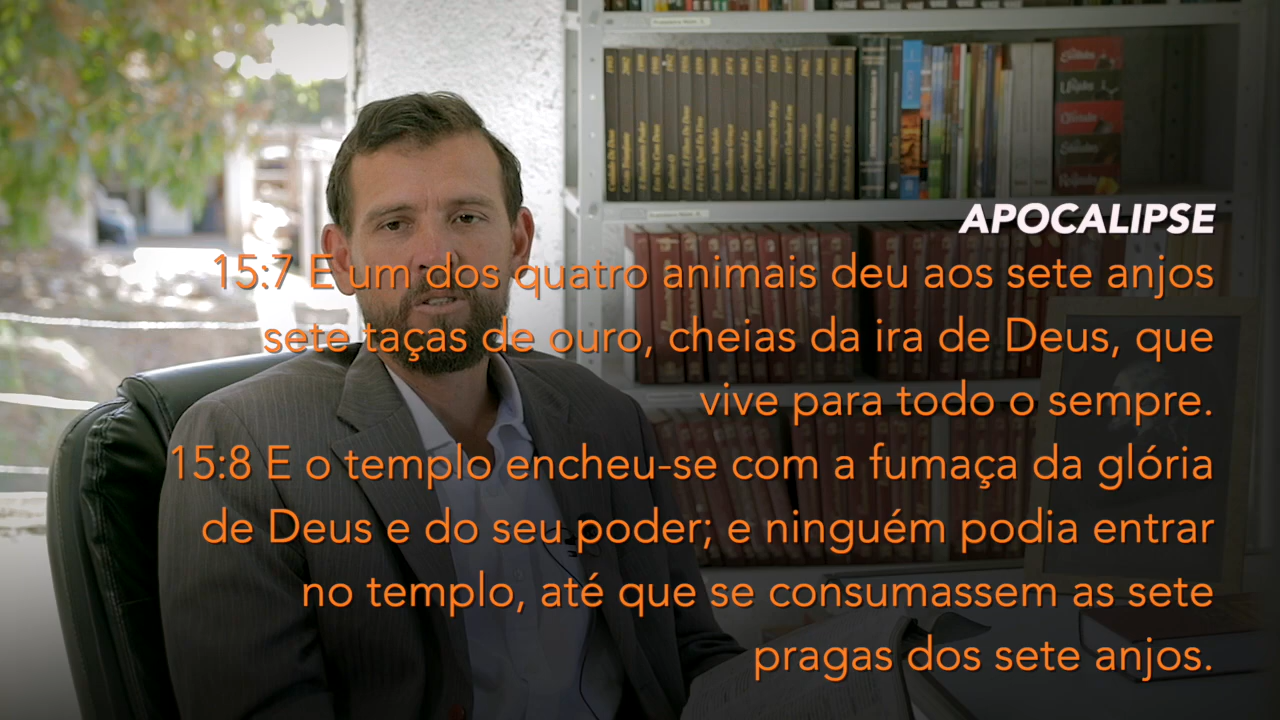 APOCALIPSE
15:7 E um dos quatro animais deu aos sete anjos
sete taças de ouro, cheias da ira de Deus, que
vive para todo o sempre.
15:8 E o templo encheu-se com a fumaça da glória
de Deus e do seu poder; e ninguém podia entrar
no templo, até que se consumassem as sete
pragas dos sete anjos.